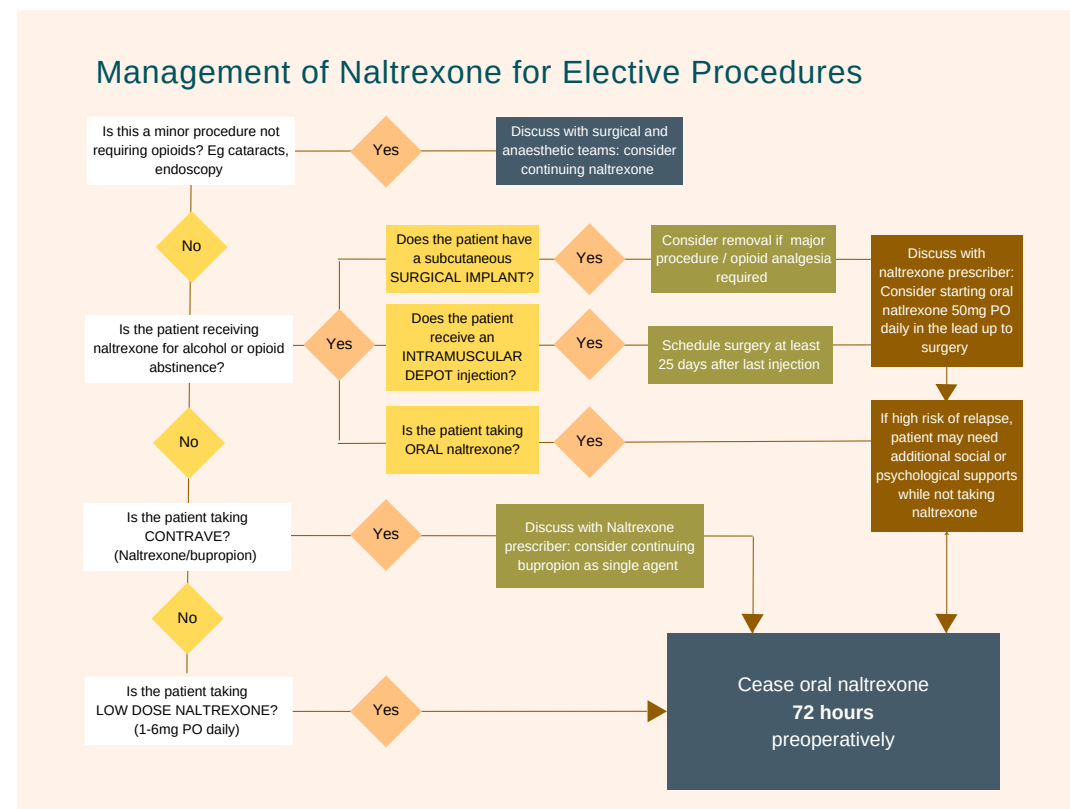 Management of Naltrexone for Elective Procedures
Is this a minor procedure not
requiring opioids? Eg cataracts,
endoscopy
Yes
Discuss with surgical and
anaesthetic teams: consider
continuing naltrexone
No
Does the patient have
a subcutaneous
SURGICAL IMPLANT?
Yes
Consider removal if major
procedure / opioid analgesia
required
Discuss with
naltrexone prescriber:
Consider starting oral
natlrexone 50mg PO
daily in the lead up to
surgery
Is the patient receiving
naltrexone for alcohol or opioid
abstinence?
Yes
Does the patient
receive an
INTRAMUSCULAR
DEPOT injection?
Yes
Schedule surgery at least
25 days after last injection
Is the patient taking
ORAL naltrexone?
Yes
If high risk of relapse,
patient may need
additional social or
psychological supports
while not taking
naltrexone
No
Is the patient taking
CONTRAVE?
(Naltrexone/bupropion)
Yes
Discuss with Naltrexone
prescriber: consider continuing
bupropion as single agent
No
Is the patient taking
LOW DOSE NALTREXONE?
(1-6mg PO daily)
Yes
Cease oral naltrexone
72 hours
preoperatively